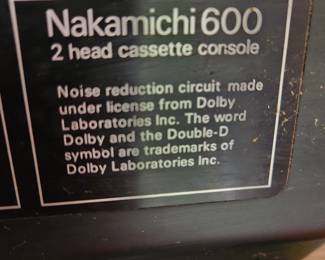 Nakamichi 600
2 head cassette console
Noise reduction circuit made
under license from Dolby
Laboratories Inc. The word
Dolby and the Double-D
symbol are trademarks of
Dolby Laboratories Inc.